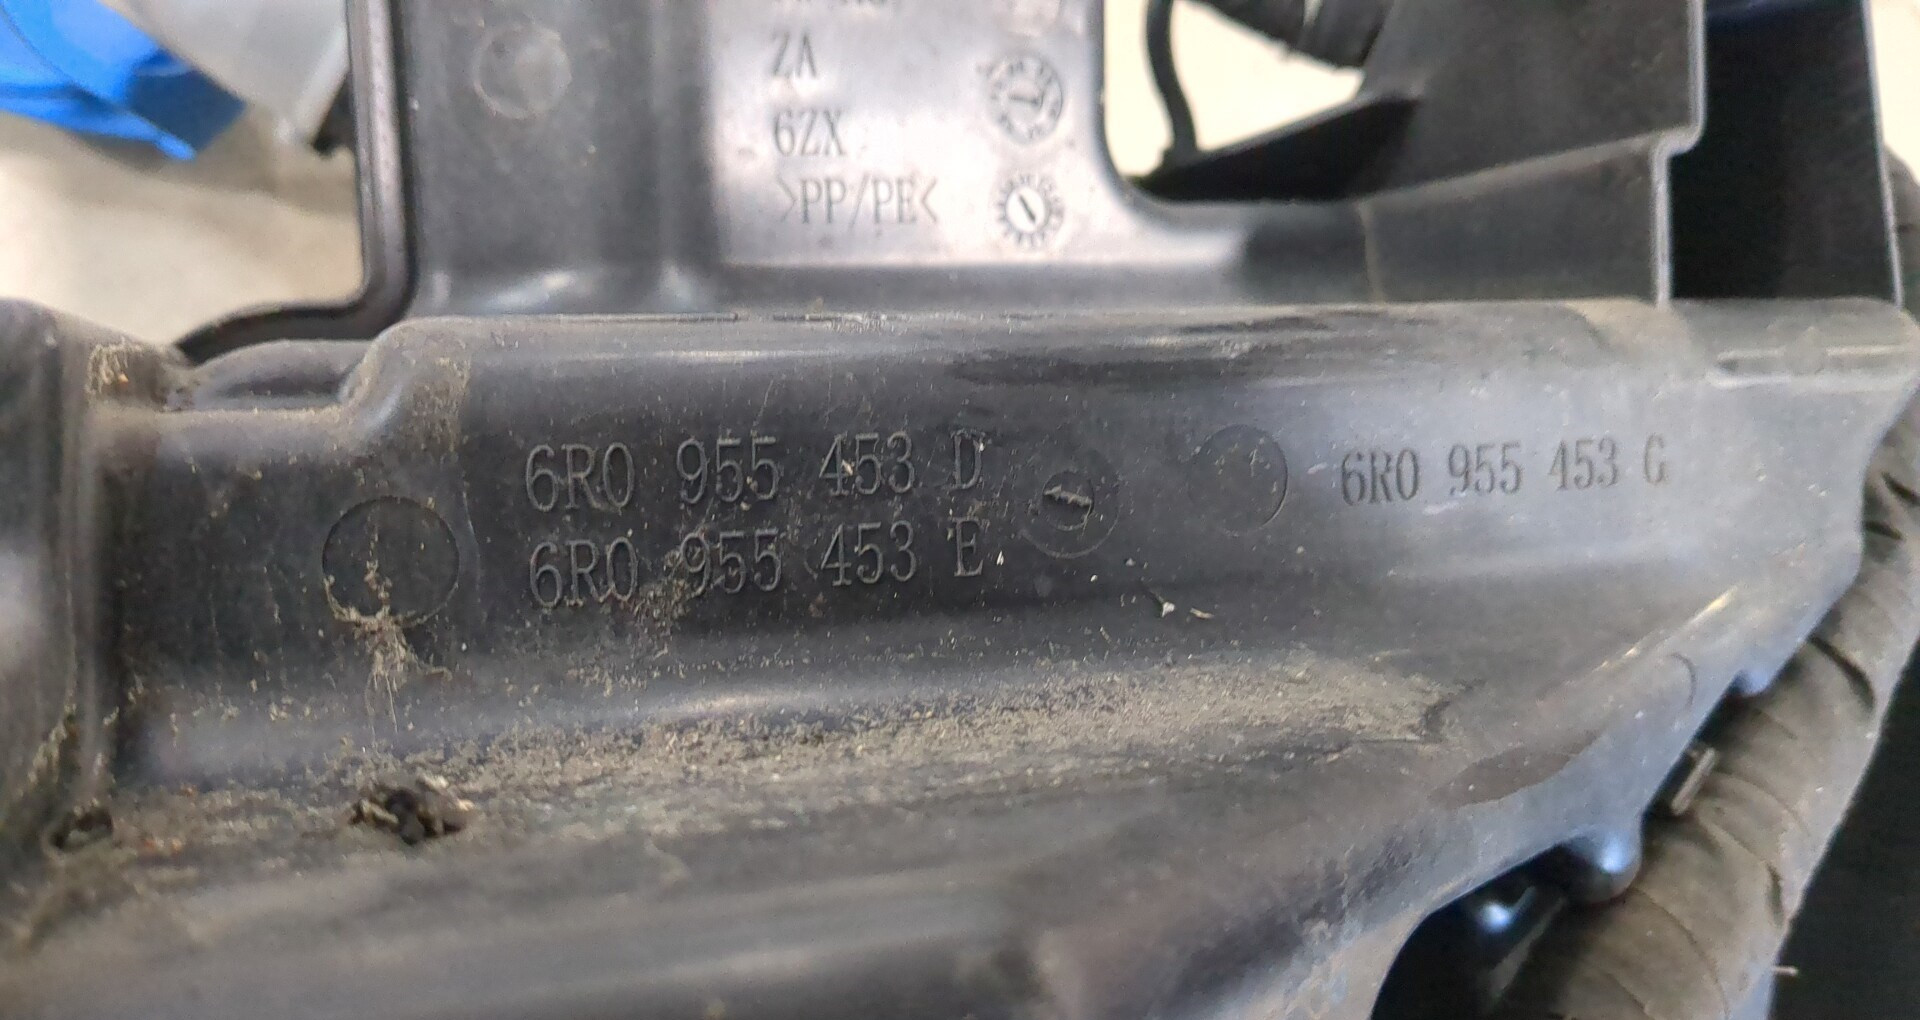 ZA
6ZX
>PP/PE<
6R0 955 453 D
6R0 955 453 E
6R0 955 453 G